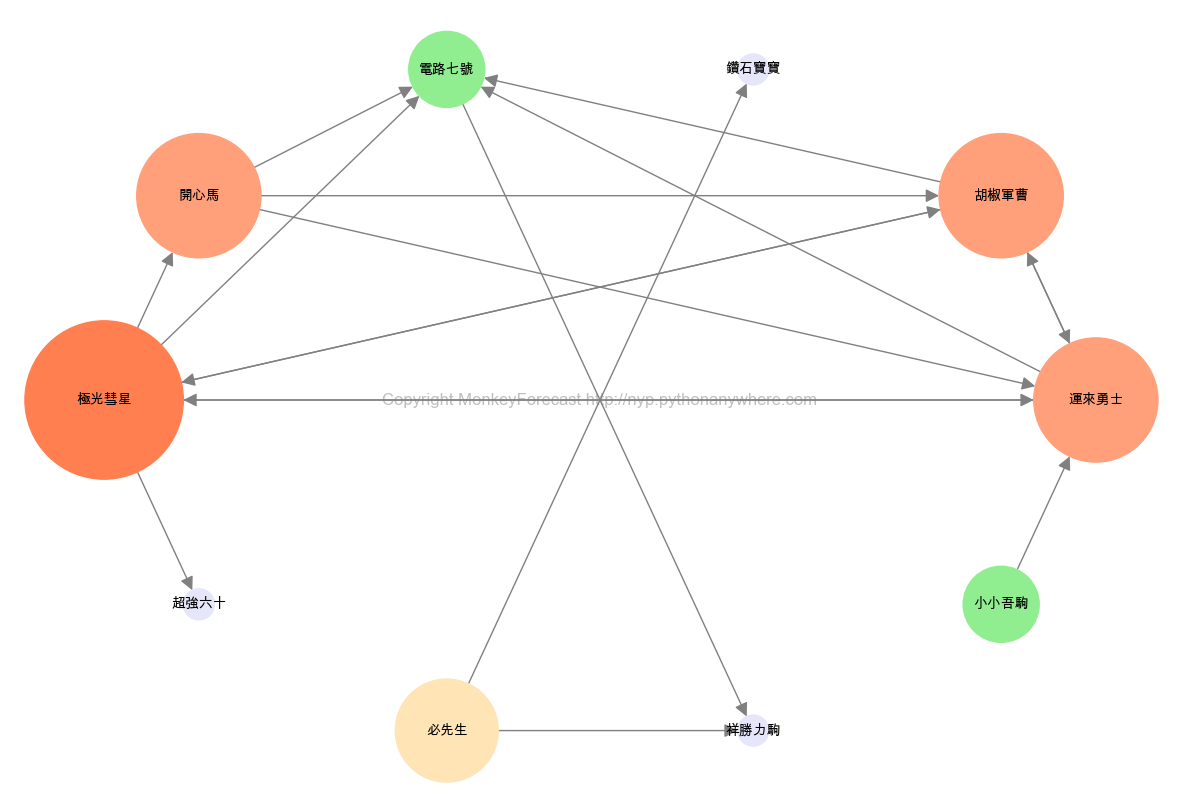 電路七號
鑽石寶寶
開心馬
胡椒軍曹
極光彗星
Copyright MonkeyForecast http://nyp.pythonanywhere.com
運來勇士
超強六十
小小吾駒
必先生
祥勝力駒